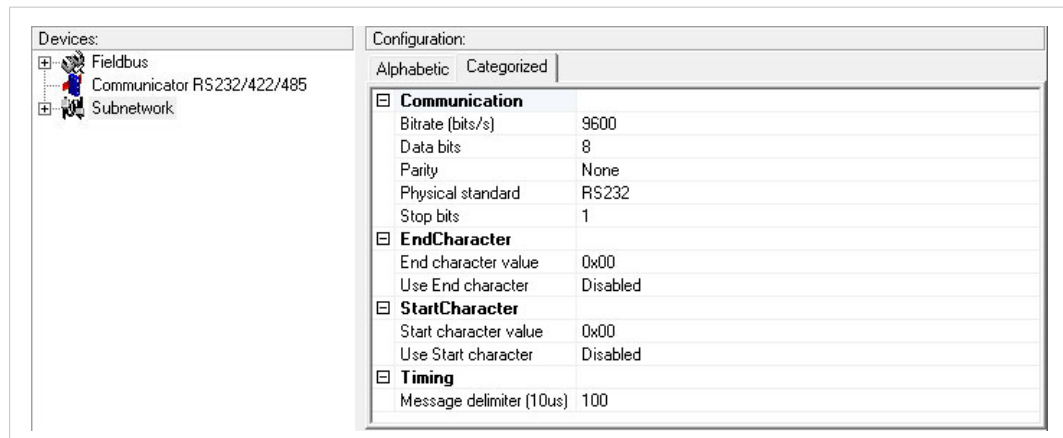 Devices:
Fieldbus
Communicator RS232/422/485
Subnetwork
Configuration:
Alphabetic Categorized
Communication
Bitrate (bits/s) 9600
Data bits 8
Parity None
Physical standard RS232
Stop bits 1
EndCharacter
End character value 0x00
Use End character Disabled
StartCharacter
Start character value 0x00
Use Start character Disabled
Timing
Message delimiter (10us) 100